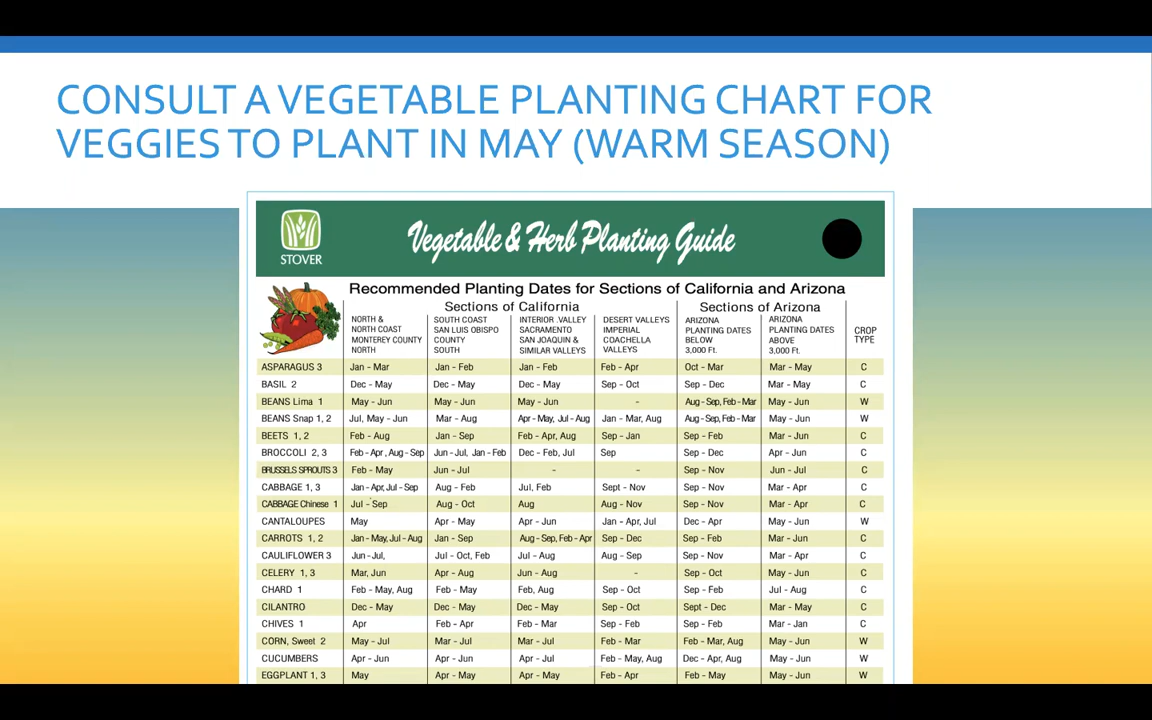 CONSULT A VEGETABLE PLANTING CHART FOR
VEGGIES TO PLANT IN MAY (WARM SEASON)
STOVER
Vegetable & Herb Planting Guide
Recommended Planting Dates for Sections of California and Arizona
Sections of California Sections of Arizona
NORTH & SOUTH COAST INTERIOR .VALLEY DESERT VALLEYS ARIZONA ARIZONA
NORTH COAST SAN LUIS OBISPO SACRAMENTO IMPERIAL PLANTING DATES PLANTING DATES CROP
MONTEREY COUNTY COUNTY SAN JOAQUIN & COACHELLA BELOW ABOVE TYPE
NORTH SOUTH SIMILAR VALLEYS VALLEYS 3,000 Ft. 3,000 Ft.
ASPARAGUS 3 Jan - Mar Jan - Feb Jan - Feb Feb - Apr Oct - Mar Mar - May C
BASIL 2 Dec - May Dec - May Dec - May Sep - Oct Sep - Dec Mar - May C
BEANS Lima 1 May - Jun May - Jun May - Jun - Aug - Sep, Feb - Mar May - Jun W
BEANS Snap 1, 2 Jul, May - Jun Mar - Aug Apr - May, Jul - Aug Jan - Mar, Aug Aug - Sep, Feb - Mar May - Jun W
BEETS 1, 2 Feb - Aug Jan - Sep Feb - Apr, Aug Sep - Jan Sep - Feb Mar - Jun C
BROCCOLI 2, 3 Feb - Apr , Aug - Sep Jun - Jul, Jan - Feb Dec - Feb, Jul Sep Sep - Dec Apr - Jun C
BRUSSELS SPROUTS 3 Feb - May Jun - Jul - - Sep - Nov Jun - Jul C
CABBAGE 1, 3 Jan - Apr, Jul - Sep Aug - Feb Jul, Feb Sept - Nov Sep - Nov Mar - Apr C
CABBAGE Chinese 1 Jul - Sep Aug - Oct Aug Aug - Nov Sep - Nov Mar - Apr C
CANTALOUPES May Apr - May Apr - Jun Jan - Apr, Jul Dec - Apr May - Jun W
CARROTS 1, 2 Jan - May, Jul - Aug Jan - Sep Aug - Sep, Feb - Apr Sep - Dec Sep - Feb Mar - Jun C
CAULIFLOWER 3 Jun - Jul, Jul - Oct, Feb Jul - Aug Aug - Sep Sep - Nov Mar - Apr C
CELERY 1, 3 Mar, Jun Apr - Aug Jun - Aug - Sep - Oct May - Jun C
CHARD 1 Feb - May, Aug Feb - May Feb, Aug Sep - Oct Sep - Feb Jul - Aug C
CILANTRO Dec - May Dec - May Dec - May Sep - Oct Sept - Dec Mar - May C
CHIVES 1 Apr Feb - Apr Feb - Mar Sep - Feb Sep - Feb Mar - Jan C
CORN, Sweet 2 May - Jul Mar - Jul Mar - Jul Feb - Mar Feb - Mar, Aug May - Jun W
CUCUMBERS Apr - Jun Apr - Jun Apr - Jul Feb - May, Aug Dec - Apr, Aug May - Jun W
EGGPLANT 1, 3 May Apr - May Apr - May Feb - Apr Feb - May May - Jun W